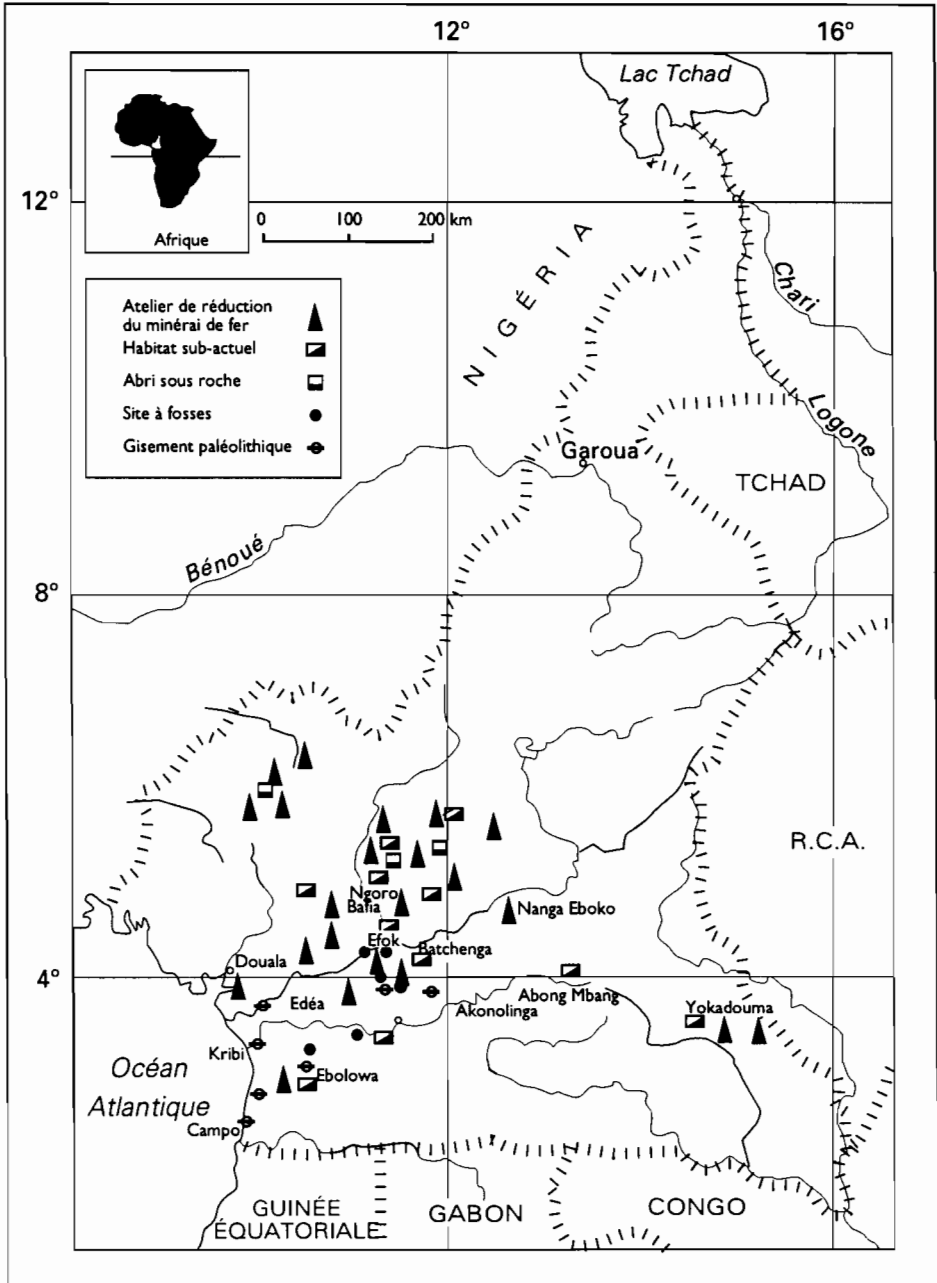 12°
16°
Lac Tchad
12°
0 100 200 km
Afrique
NIGÉRIA
Chari
Atelier de réduction
du minérai de fer
Habitat sub-actuel
Abri sous roche
Site à fosses
Gisement paléolithique
Logone
Garoua
TCHAD
Bénoué
8°
R.C.A.
Ngoro
Bafia
Nanga Eboko
Efok
Batchenga
Douala
4°
Abong Mbang
Edéa
Akonolinga
Yokadouma
Kribi
Océan
Atlantique
Ebolowa
Campo
GUINÉE
ÉQUATORIALE
GABON
CONGO